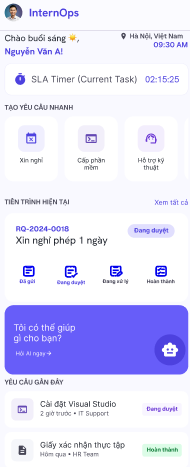 InternOps
Chào buổi sáng 🌟,
Nguyễn Văn A!
Hà Nội, Việt Nam
09:30 AM
SLA Timer (Current Task) 02:15:25
TẠO YÊU CẦU NHANH
Xin nghỉ
Cấp phần mềm
Hỗ trợ kỹ thuật
TIẾN TRÌNH HIỆN TẠI
Xem tất cả
RQ-2024-0018
Đang duyệt
Xin nghỉ phép 1 ngày
Đã gửi
Đang duyệt
Đang xử lý
Hoàn thành
Tôi có thể giúp
gì cho bạn?
Hỏi AI ngay →
YÊU CẦU GẦN ĐÂY
Cài đặt Visual Studio
2 giờ trước • IT Support
Đang duyệt
Giấy xác nhận thực tập
Hôm qua • HR Team
Hoàn thành